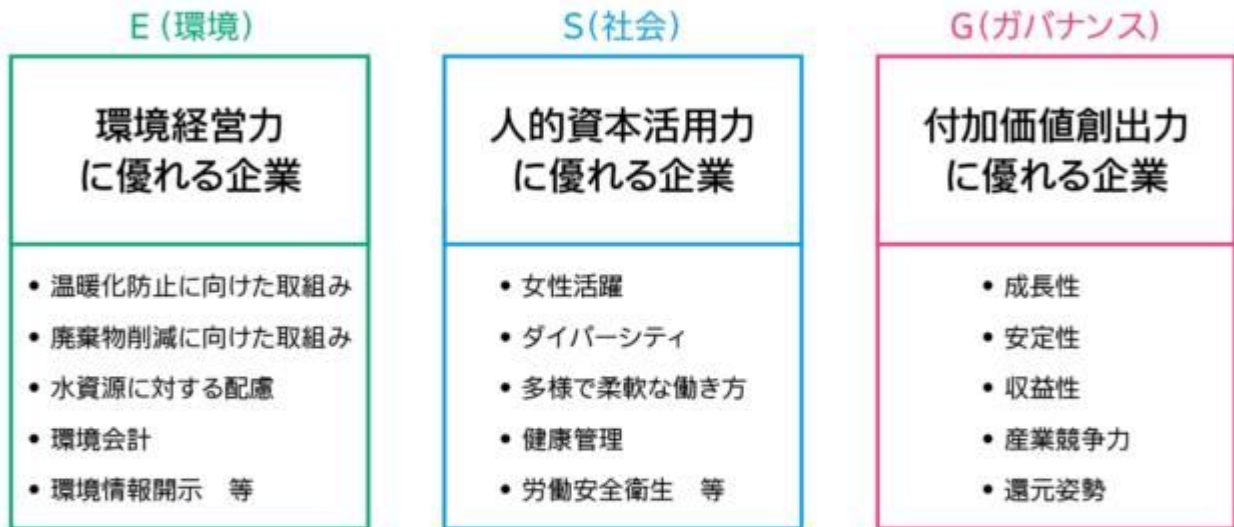 E (環境)
環境経営力
に優れる企業
• 温暖化防止に向けた取組み
• 廃棄物削減に向けた取組み
• 水資源に対する配慮
• 環境会計
• 環境情報開示　等
S(社会)
人的資本活用力
に優れる企業
• 女性活躍
• ダイバーシティ
• 多様で柔軟な働き方
• 健康管理
• 労働安全衛生　等
G(ガバナンス)
付加価値創出力
に優れる企業
• 成長性
• 安定性
• 収益性
• 産業競争力
• 還元姿勢